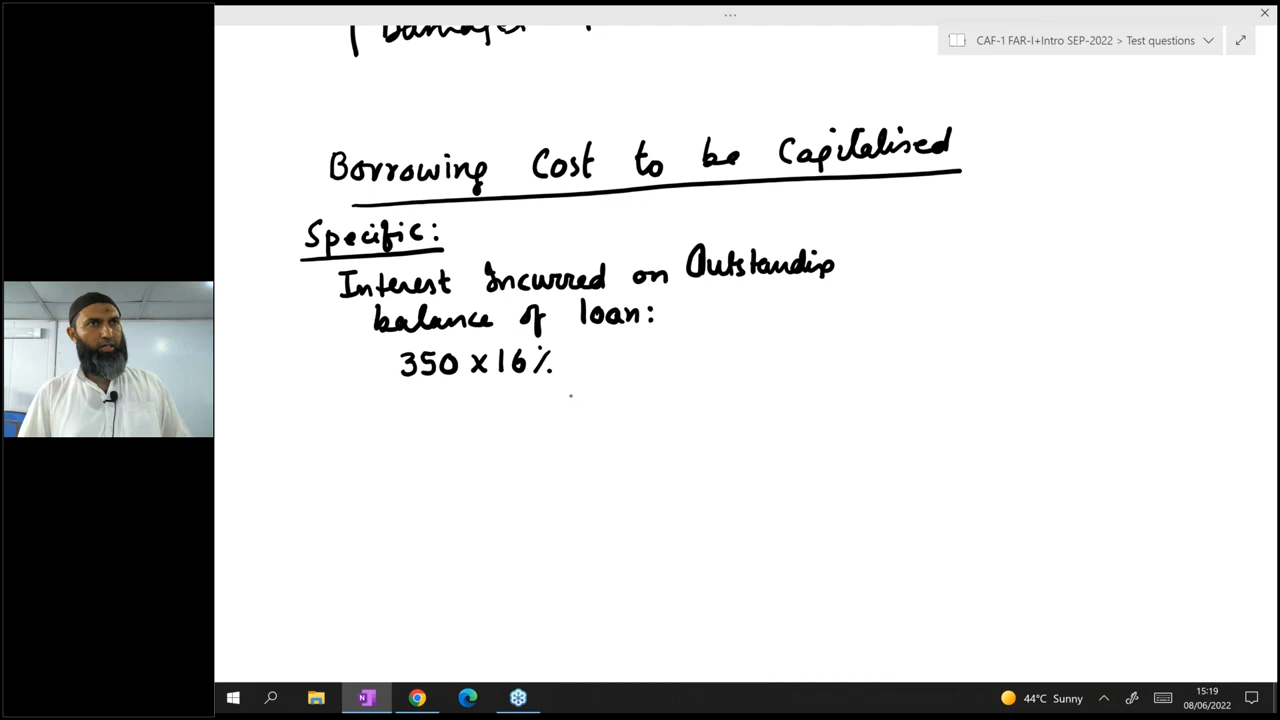 CAF-1 FAR-I+Intro SEP-2022 > Test questions
Borrowing Cost to be Capitalised
Specific:
Interest Incurred on Outstanding
balance of loan:
350 x 16%
44°C Sunny
15:19
08/06/2022